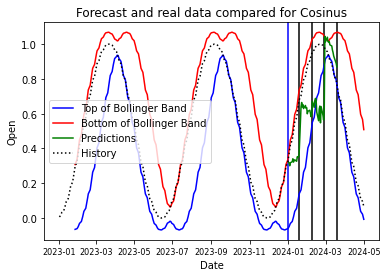 Forecast and real data compared for Cosinus
Open
1.0
0.8
0.6
0.4
0.2
0.0
Top of Bollinger Band
Bottom of Bollinger Band
Predictions
History
2023-01 2023-03 2023-05 2023-07 2023-09 2023-11 2024-01 2024-03 2024-05
Date